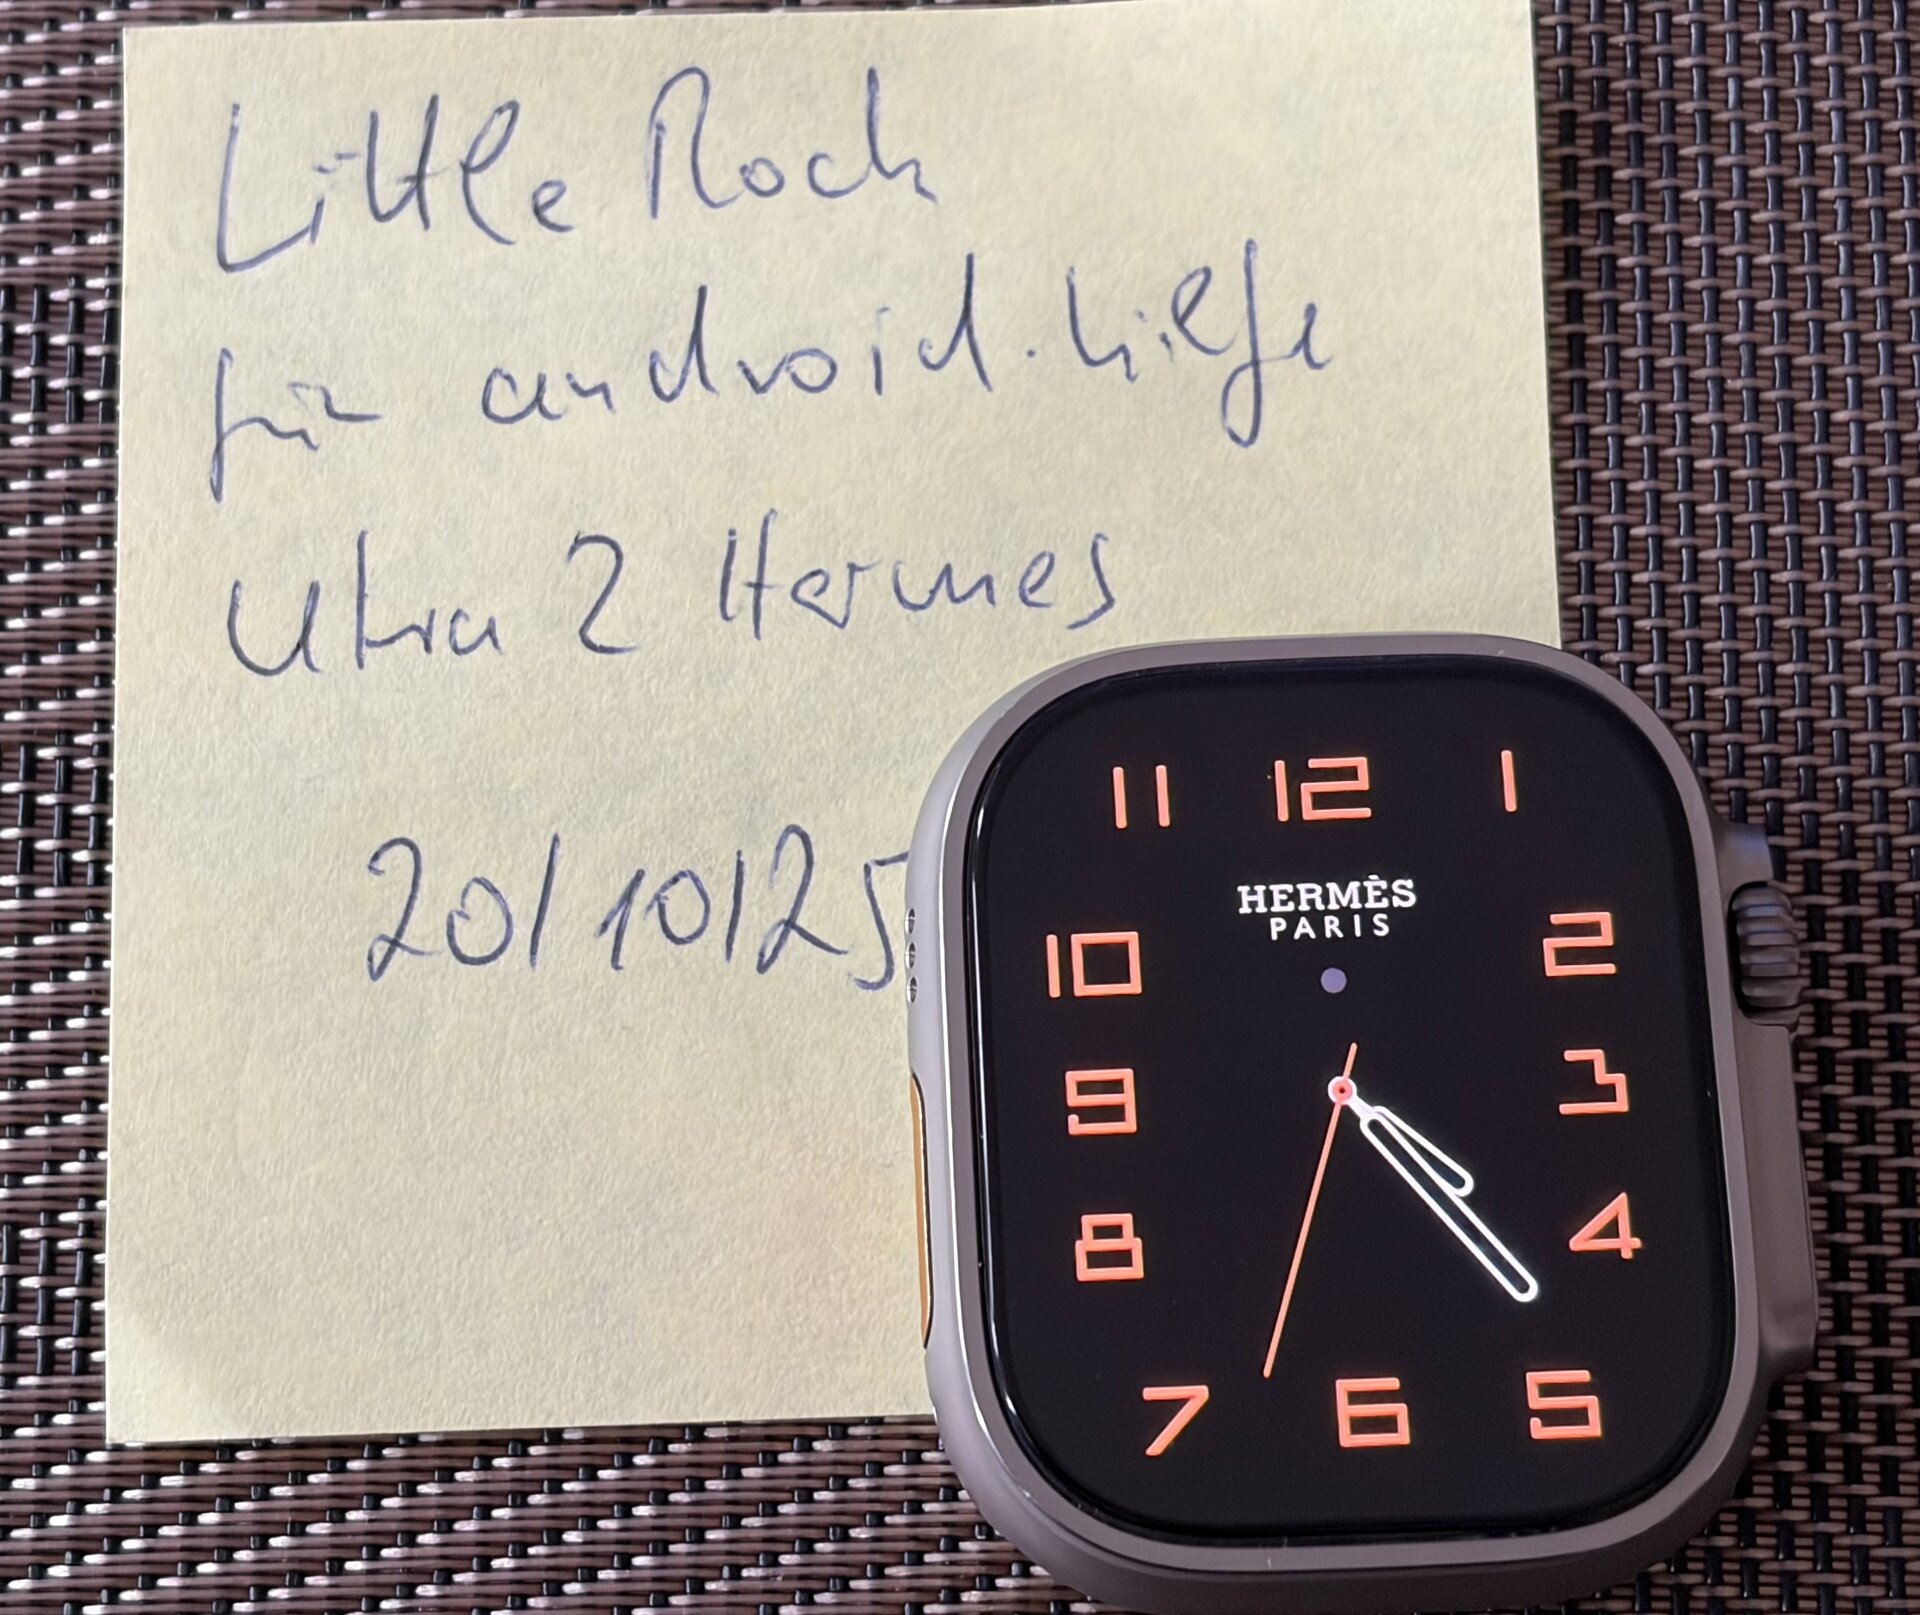 Little Rock
für android-hilfe
Ultra 2 Hermes
20/10/25
11 12 1
HERMÈS
PARIS
10 2
9 3
8 4
7 6 5